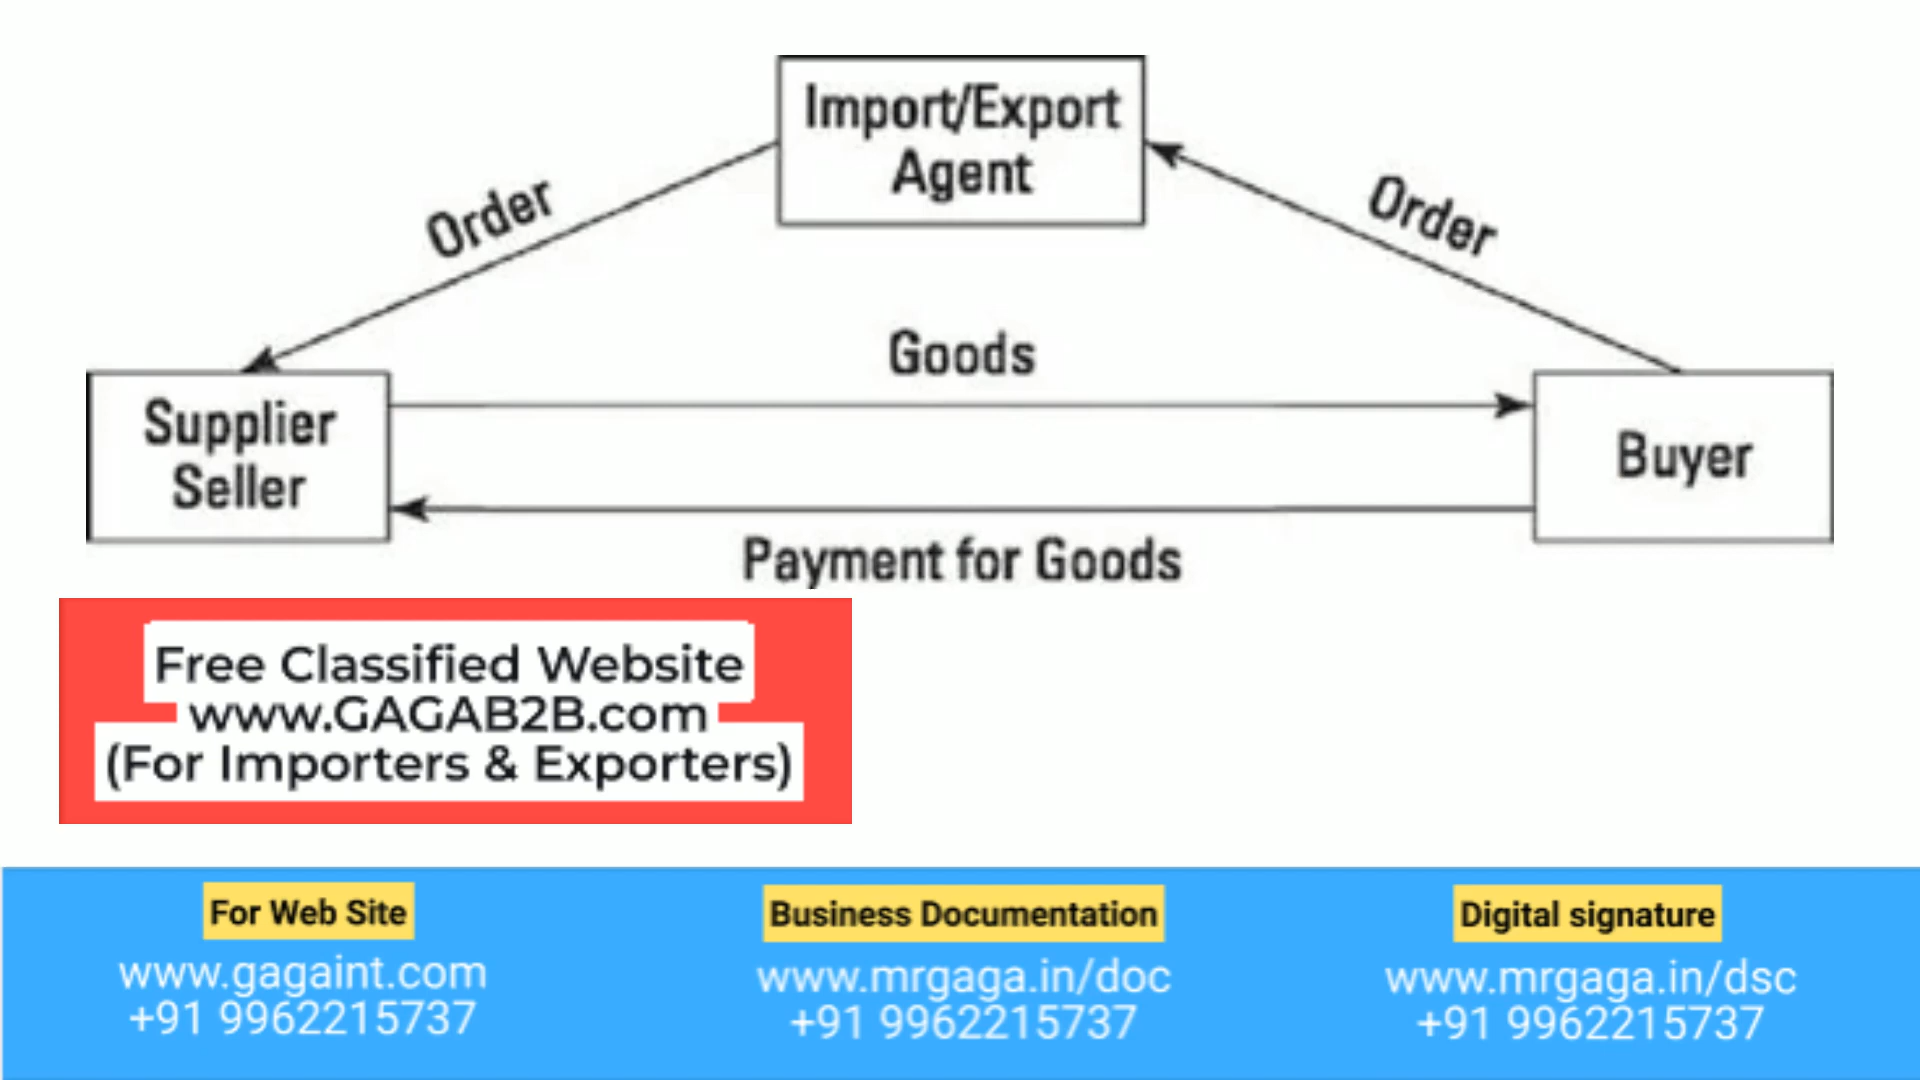 Import/Export
Agent
Order
Order
Goods
Supplier
Seller
Buyer
Payment for Goods
Free Classified Website
www.GAGAB2B.com
(For Importers & Exporters)
For Web Site
www.gagaint.com
+91 9962215737
Business Documentation
www.mrgaga.in/doc
+91 9962215737
Digital signature
www.mrgaga.in/dsc
+91 9962215737